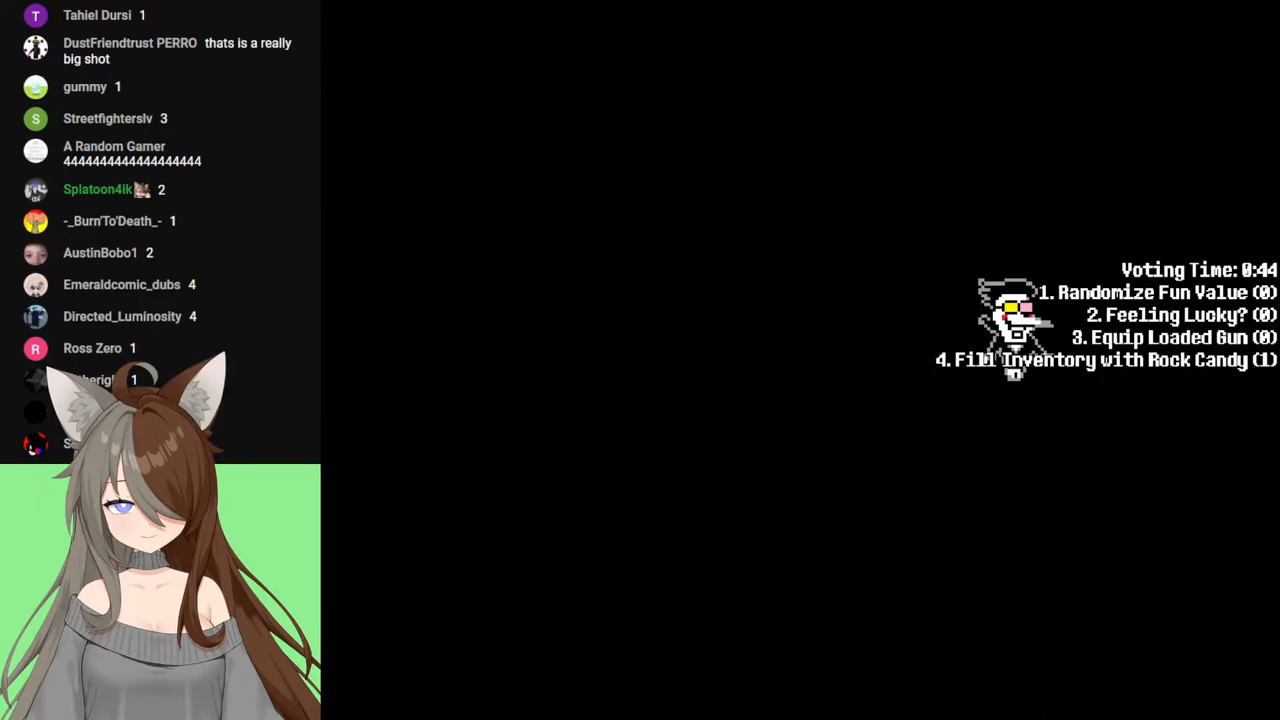 Tahiel Dursi 1
DustFriendtrust PERRO thats is a really
big shot
gummy 1
Streetfighterslv 3
A Random Gamer
4444444444444444444
Splatoon4ik 2
-_Burn'To'Death_- 1
AustinBobo1 2
Emeraldcomic_dubs 4
Directed_Luminosity 4
Ross Zero 1
1
Voting Time: 0:44
1. Randomize Fun Value (0)
2. Feeling Lucky? (0)
3. Equip Loaded Gun (0)
4. Fill Inventory with Rock Candy (1)